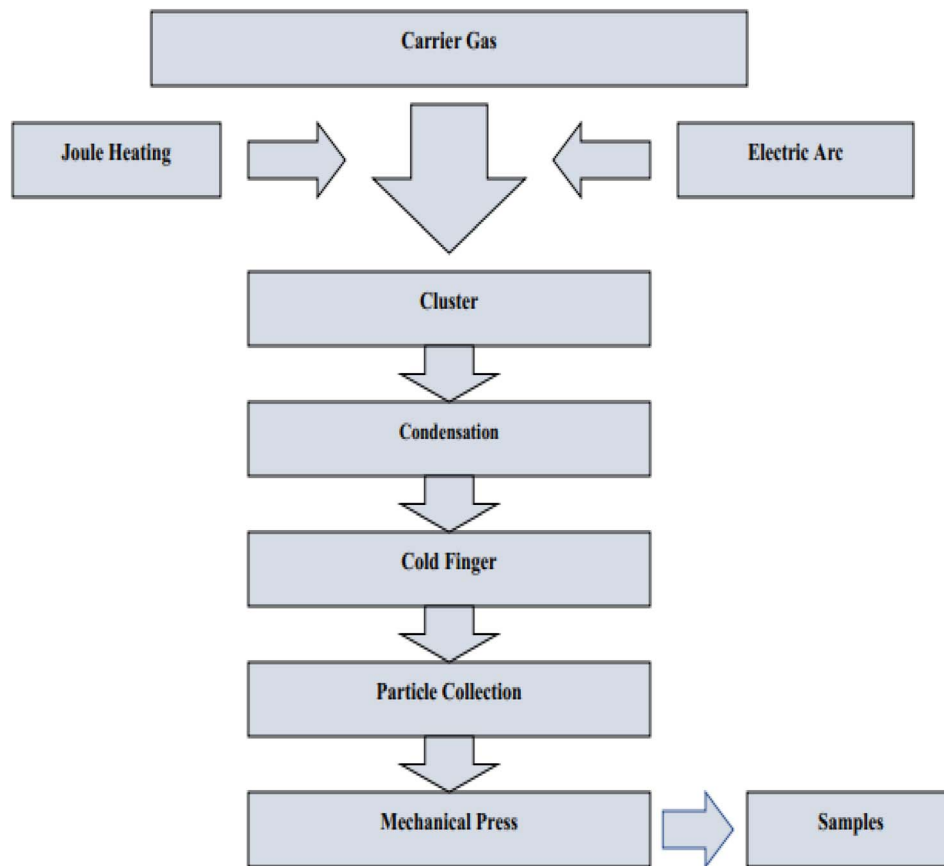 Carrier Gas
Joule Heating
Electric Arc
Cluster
Condensation
Cold Finger
Particle Collection
Mechanical Press
Samples